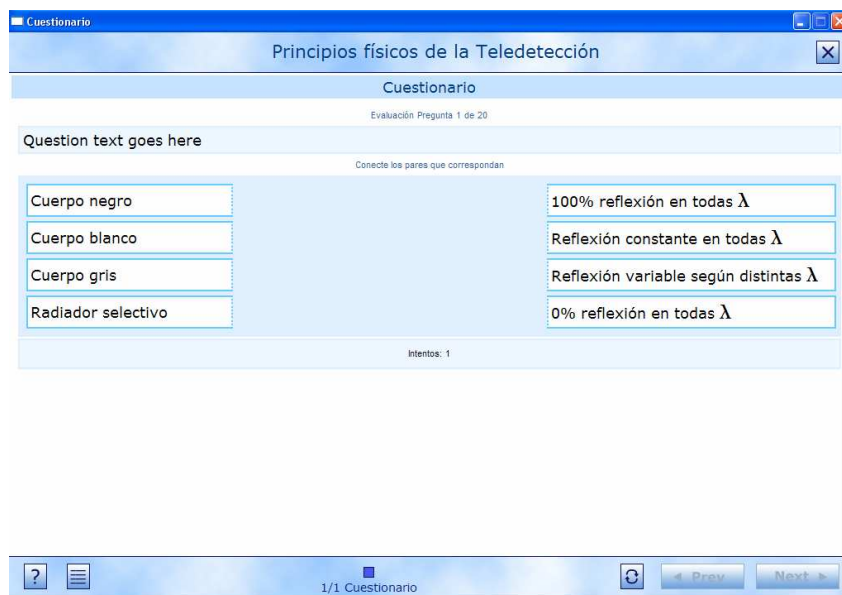 Cuestionario
Principios físicos de la Teledetección
Cuestionario
Evaluación Pregunta 1 de 20
Question text goes here
Conecte los pares que correspondan
Cuerpo negro
100% reflexión en todas λ
Cuerpo blanco
Reflexión constante en todas λ
Cuerpo gris
Reflexión variable según distintas λ
Radiador selectivo
0% reflexión en todas λ
Intentos: 1
?
1/1 Cuestionario
Prev
Next